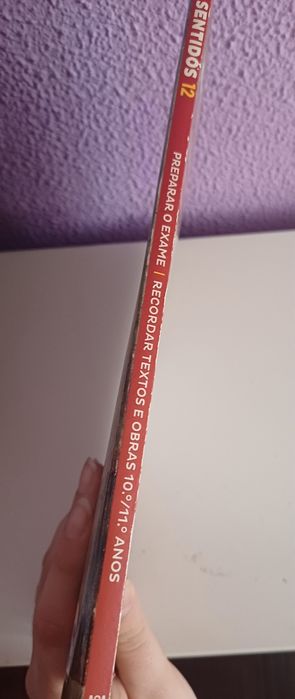 SENTIDOS 12
PREPARAR O EXAME | RECORDAR TEXTOS E OBRAS 10.º/11.º ANOS